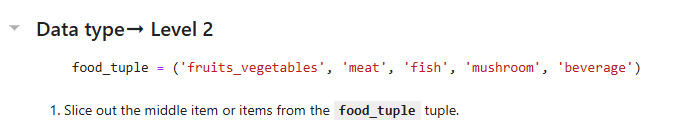 Data type→ Level 2
food_tuple = ('fruits_vegetables', 'meat', 'fish', 'mushroom', 'beverage')
1. Slice out the middle item or items from the food_tuple tuple.